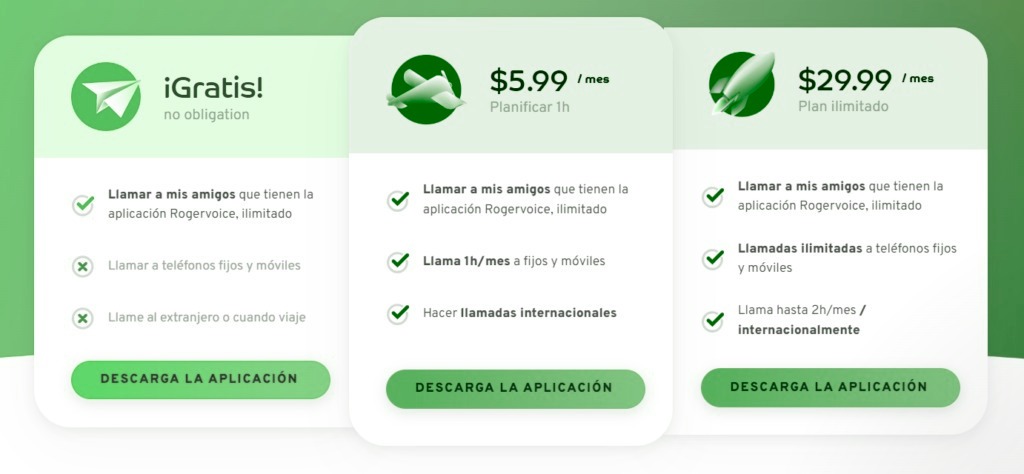 ¡Gratis!
no obligation
Llamar a mis amigos que tienen la
aplicación Rogervoice, ilimitado
Llamar a teléfonos fijos y móviles
Llame al extranjero o cuando viaje
DESCARGA LA APLICACIÓN
$5.99 / mes
Planificar 1h
Llamar a mis amigos que tienen la
aplicación Rogervoice, ilimitado
Llama 1h/mes a fijos y móviles
Hacer llamadas internacionales
DESCARGA LA APLICACIÓN
$29.99 / mes
Plan ilimitado
Llamar a mis amigos que tienen la
aplicación Rogervoice, ilimitado
Llamadas ilimitadas a teléfonos fijos
y móviles
Llama hasta 2h/mes /
internacionalmente
DESCARGA LA APLICACIÓN